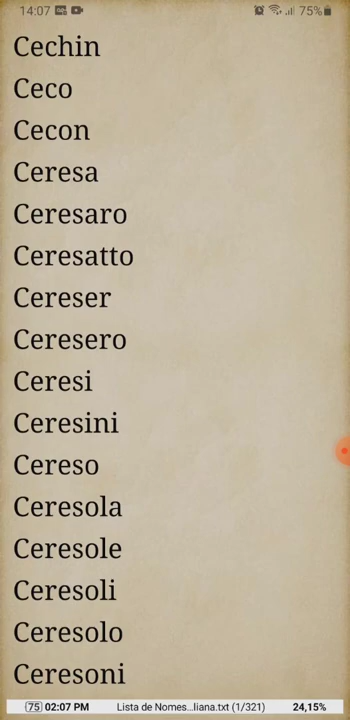 14:07 75%
Cechin
Ceco
Cecon
Ceresa
Ceresaro
Ceresatto
Cereser
Ceresero
Ceresi
Ceresini
Cereso
Ceresola
Ceresole
Ceresoli
Ceresolo
Ceresoni
75 02:07 PM Lista de Nomes...liana.txt (1/321) 24,15%